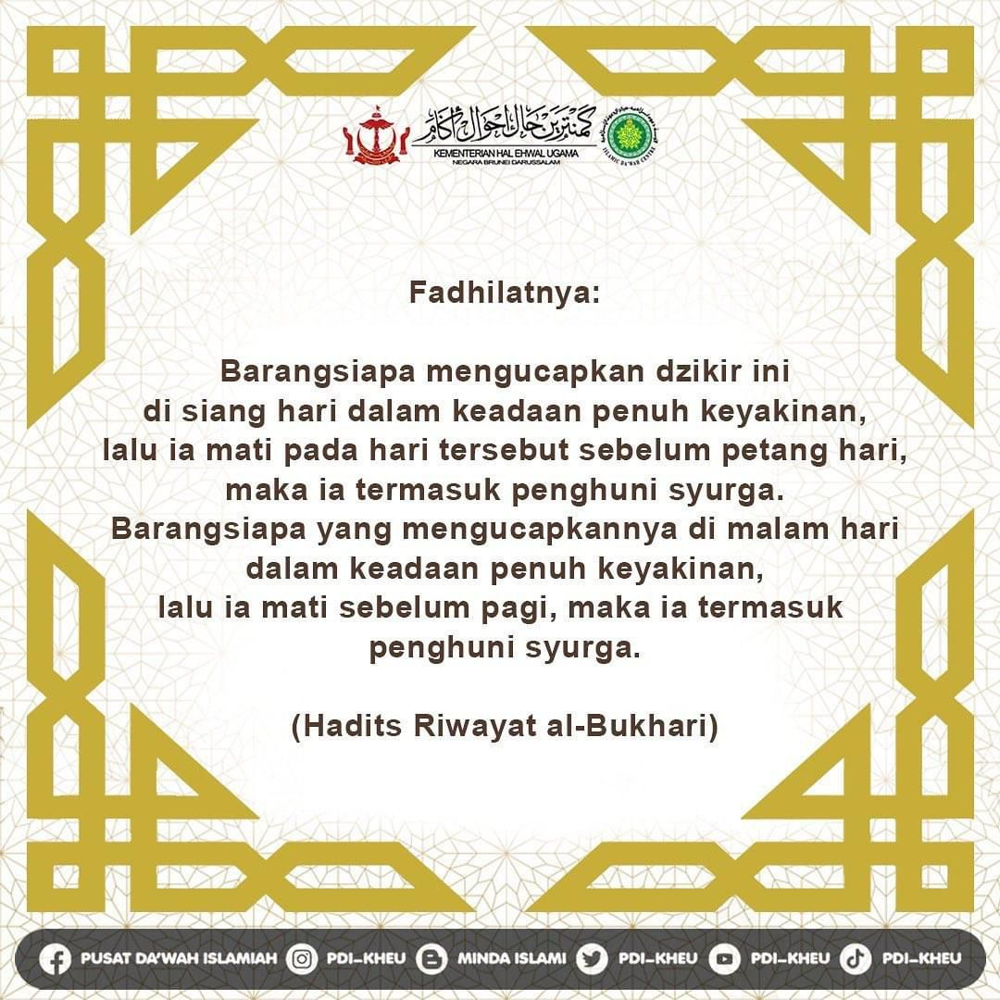 كمنترين حال احوال اوݢام
KEMENTERIAN HAL EHWAL UGAMA
NEGARA BRUNEI DARUSSALAM
ISLAMIC DA'WAH CENTRE
Fadhilatnya:
Barangsiapa mengucapkan dzikir ini
di siang hari dalam keadaan penuh keyakinan,
lalu ia mati pada hari tersebut sebelum petang hari,
maka ia termasuk penghuni syurga.
Barangsiapa yang mengucapkannya di malam hari
dalam keadaan penuh keyakinan,
lalu ia mati sebelum pagi, maka ia termasuk
penghuni syurga.
(Hadits Riwayat al-Bukhari)
PUSAT DA'WAH ISLAMIAH PDI-KHEU MINDA ISLAMI PDI-KHEU PDI-KHEU PDI-KHEU